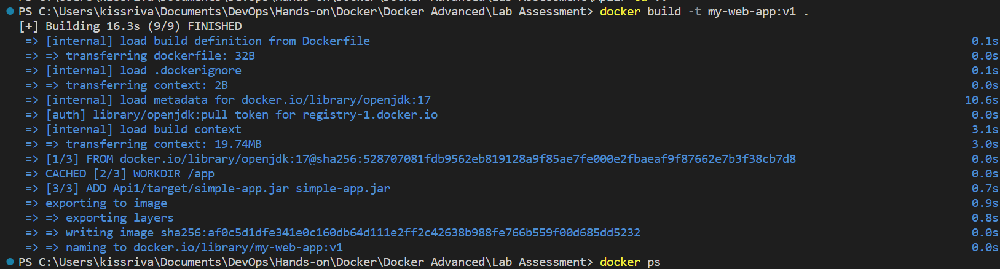 PS C:\Users\kissriva\Documents\DevOps\Hands-on\Docker\Docker Advanced\Lab Assessment> docker build -t my-web-app:v1 .
[+] Building 16.3s (9/9) FINISHED
=> [internal] load build definition from Dockerfile 0.1s
=> => transferring dockerfile: 32B 0.0s
=> [internal] load .dockerignore 0.1s
=> => transferring context: 2B 0.0s
=> [internal] load metadata for docker.io/library/openjdk:17 10.6s
=> [auth] library/openjdk:pull token for registry-1.docker.io 0.0s
=> [internal] load build context 3.1s
=> => transferring context: 19.74MB 3.0s
=> [1/3] FROM docker.io/library/openjdk:17@sha256:528707081fdb9562eb819128a9f85ae7fe000e2fbaeaf9f87662e7b3f38cb7d8 0.0s
=> CACHED [2/3] WORKDIR /app 0.0s
=> [3/3] ADD Api1/target/simple-app.jar simple-app.jar 0.7s
=> exporting to image 0.9s
=> => exporting layers 0.8s
=> => writing image sha256:af0c5d1dfe341e0c160db64d111e2ff2c42638b988fe766b559f00d685dd5232 0.0s
=> => naming to docker.io/library/my-web-app:v1 0.0s
PS C:\Users\kissriva\Documents\DevOps\Hands-on\Docker\Docker Advanced\Lab Assessment> docker ps